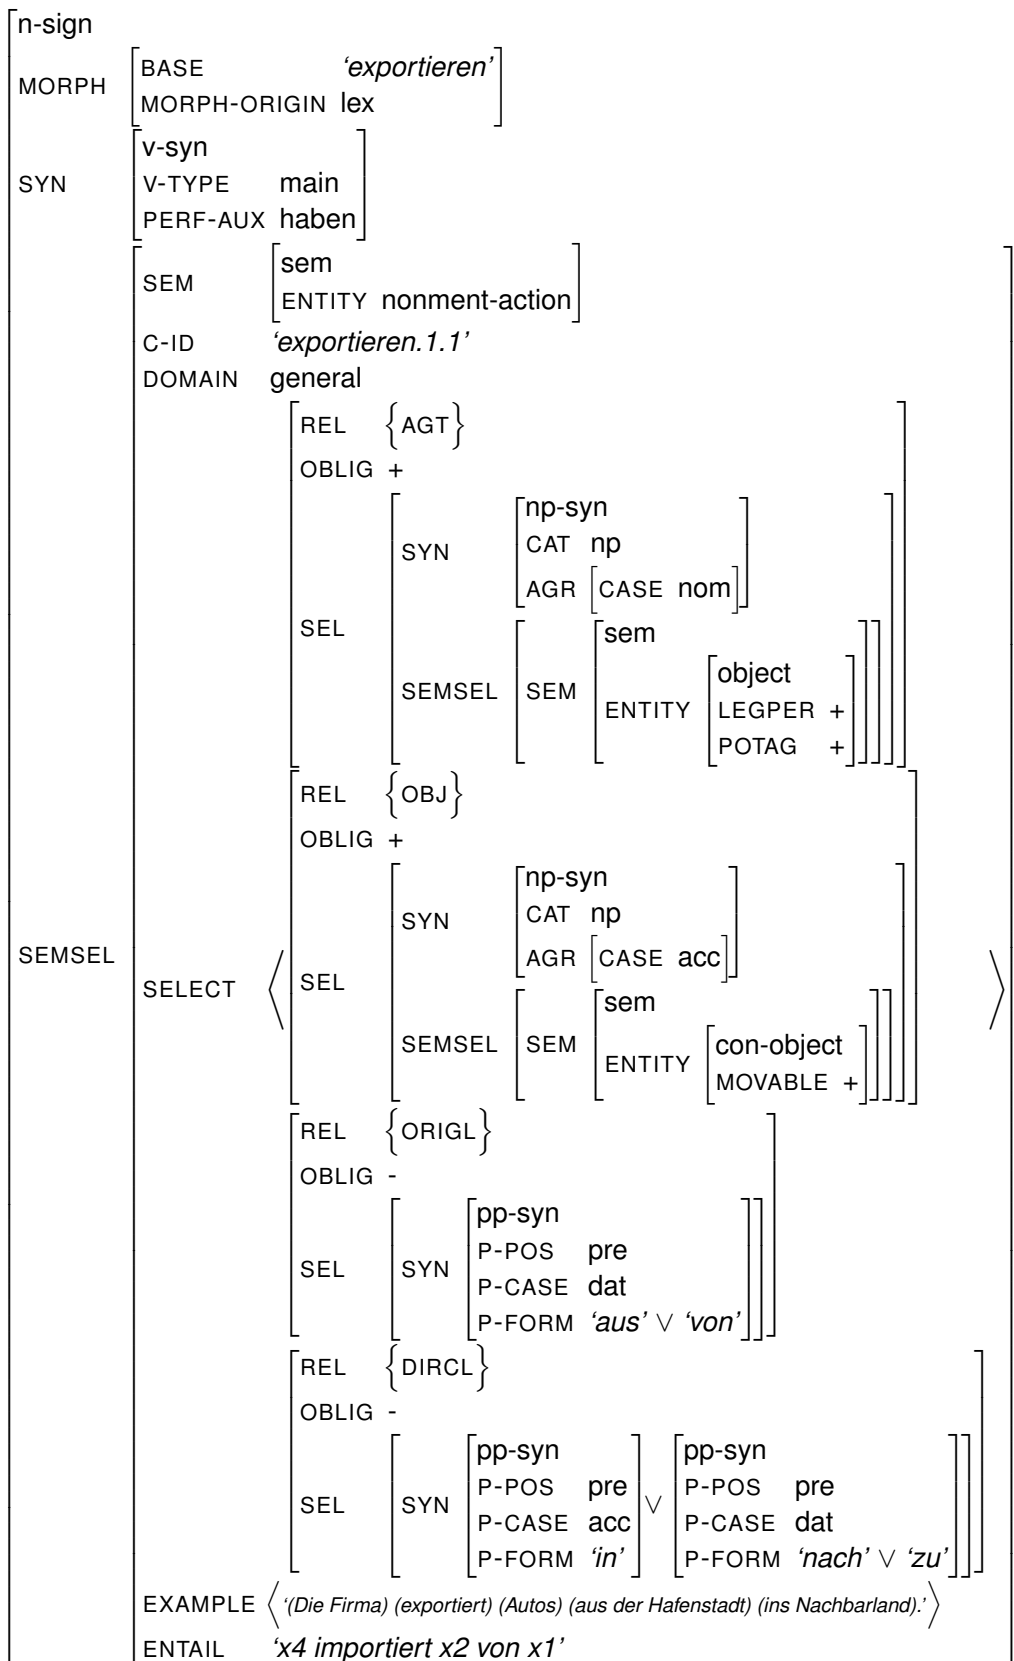 n-sign
MORPH BASE ‘exportieren’
MORPH-ORIGIN lex
SYN v-syn
V-TYPE main
PERF-AUX haben
SEMSEL SEM sem
ENTITY nonment-action
C-ID ‘exportieren.1.1’
DOMAIN general
SELECT ⟨ REL {AGT}
OBLIG +
SEL SYN np-syn
CAT np
AGR [CASE nom]
SEMSEL SEM sem
ENTITY object
LEGPER +
POTAG +
REL {OBJ}
OBLIG +
SEL SYN np-syn
CAT np
AGR [CASE acc]
SEMSEL SEM sem
ENTITY con-object
MOVABLE +
REL {ORIGL}
OBLIG -
SEL SYN pp-syn
P-POS pre
P-CASE dat
P-FORM ‘aus’ ∨ ‘von’
REL {DIRCL}
OBLIG -
SEL SYN pp-syn
P-POS pre
P-CASE acc
P-FORM ‘in’
∨
pp-syn
P-POS pre
P-CASE dat
P-FORM ‘nach’ ∨ ‘zu’ ⟩
EXAMPLE ⟨‘(Die Firma) (exportiert) (Autos) (aus der Hafenstadt) (ins Nachbarland).’⟩
ENTAIL ‘x4 importiert x2 von x1’